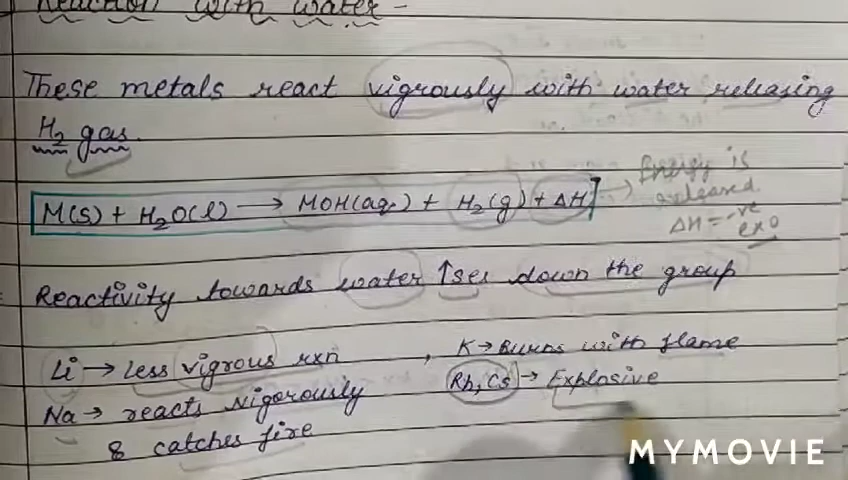 Reaction with water -
These metals react vigrously with water releasing
H₂ gas.
M(s) + H₂O(l) → MOH(aq.) + H₂(g) + ΔH] → Energy is
released.
ΔH = -ve
exo
Reactivity towards water ↑ses down the group
Li → less vigrous rxn , K → Burns with flame
Na → reacts vigorously Rb, Cs → Explosive
& catches fire
MYMOVIE